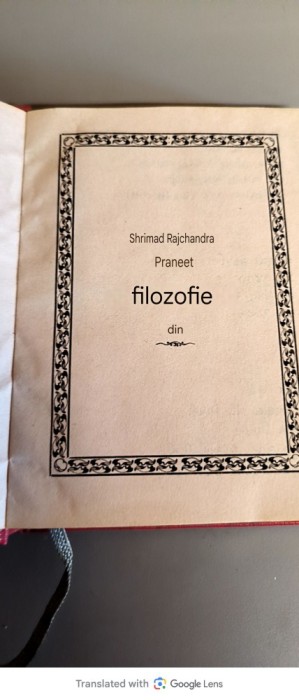 Shrimad Rajchandra
Praneet
filozofie
din
Translated with Google Lens